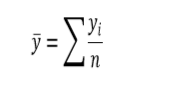 ȳ = ∑ yᵢ/n